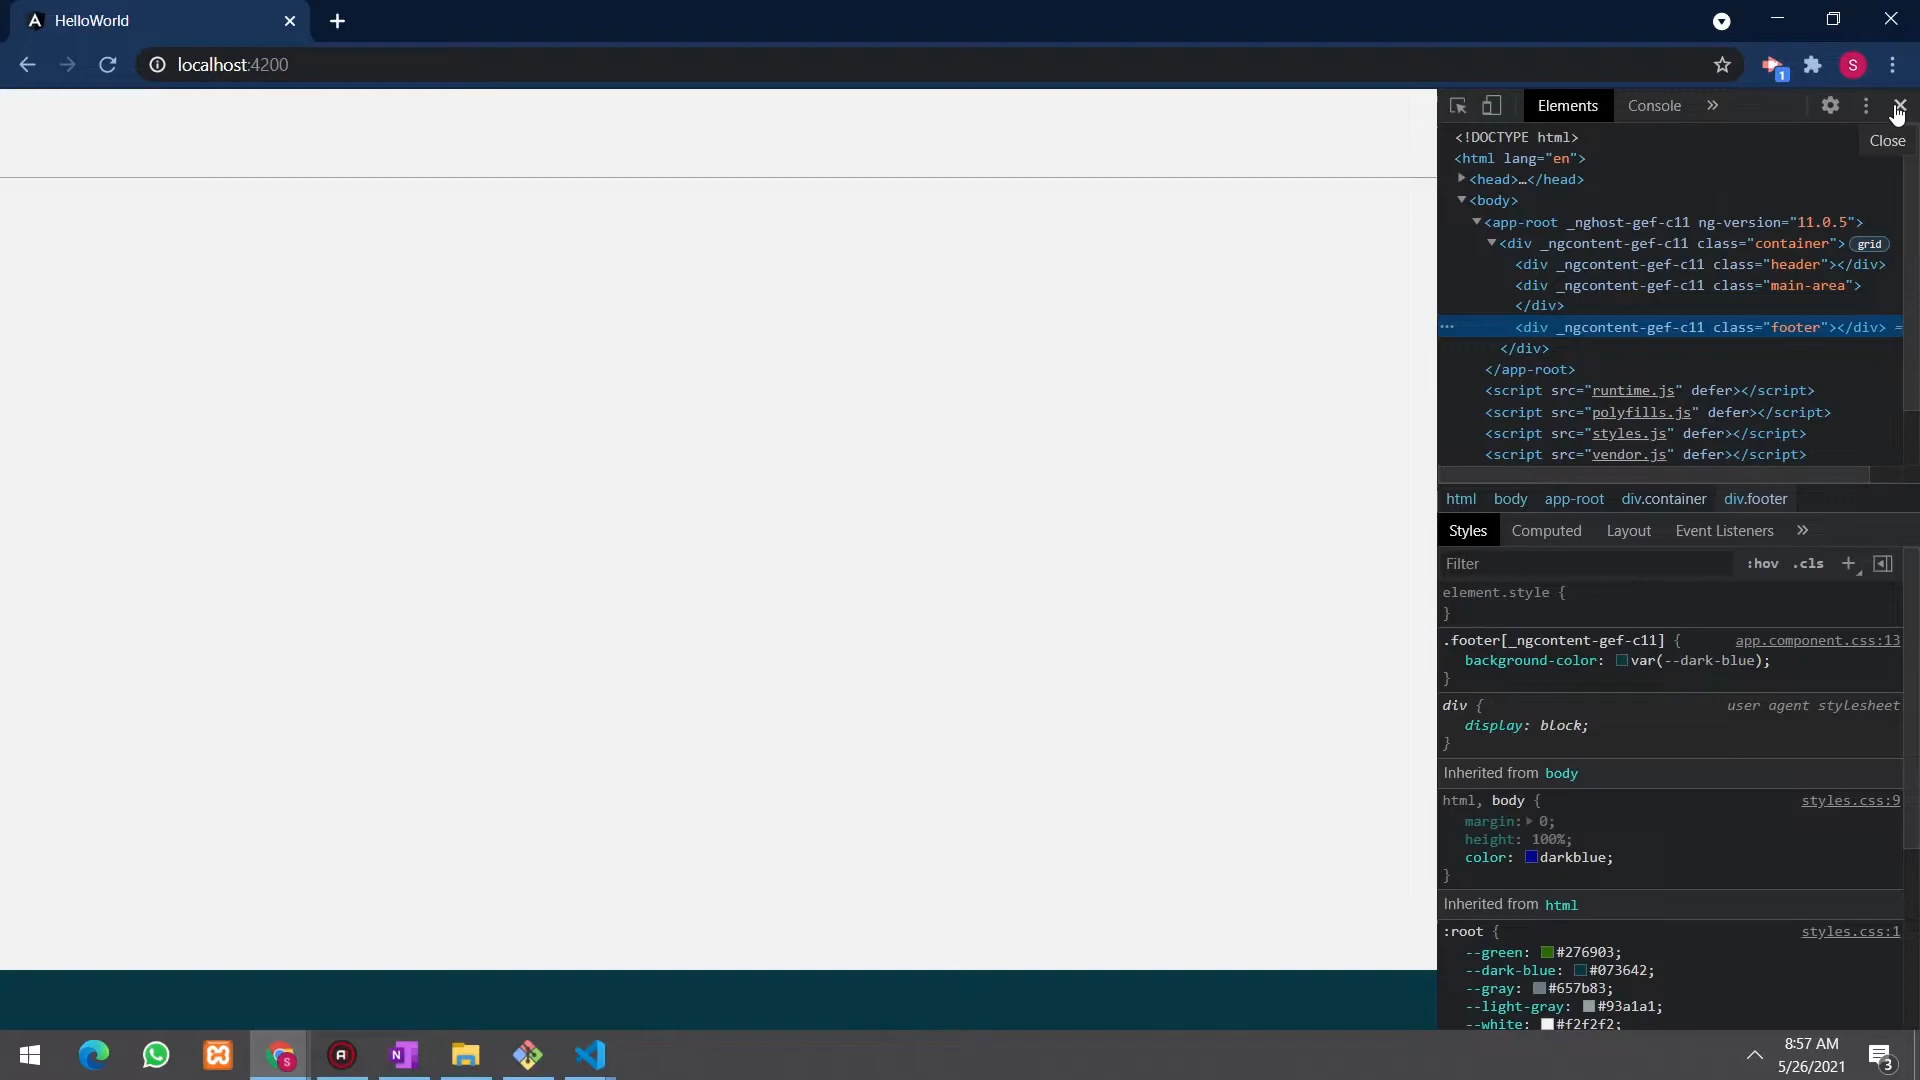 HelloWorld
localhost:4200
1
S
Elements
Console
Close
<!DOCTYPE html>
<html lang="en">
<head>…</head>
<body>
<app-root _nghost-gef-c11 ng-version="11.0.5">
<div _ngcontent-gef-c11 class="container"> grid
<div _ngcontent-gef-c11 class="header"></div>
<div _ngcontent-gef-c11 class="main-area">
</div>
<div _ngcontent-gef-c11 class="footer"></div> =
</div>
</app-root>
<script src="runtime.js" defer></script>
<script src="polyfills.js" defer></script>
<script src="styles.js" defer></script>
<script src="vendor.js" defer></script>
html body app-root div.container div.footer
Styles Computed Layout Event Listeners
Filter :hov .cls
element.style {
}
.footer[_ngcontent-gef-c11] { app.component.css:13
background-color: var(--dark-blue);
}
div { user agent stylesheet
display: block;
}
Inherited from body
html, body { styles.css:9
margin: 0;
height: 100%;
color: darkblue;
}
Inherited from html
:root { styles.css:1
--green: #276903;
--dark-blue: #073642;
--gray: #657b83;
--light-gray: #93a1a1;
--white: #f2f2f2;
8:57 AM
5/26/2021
3